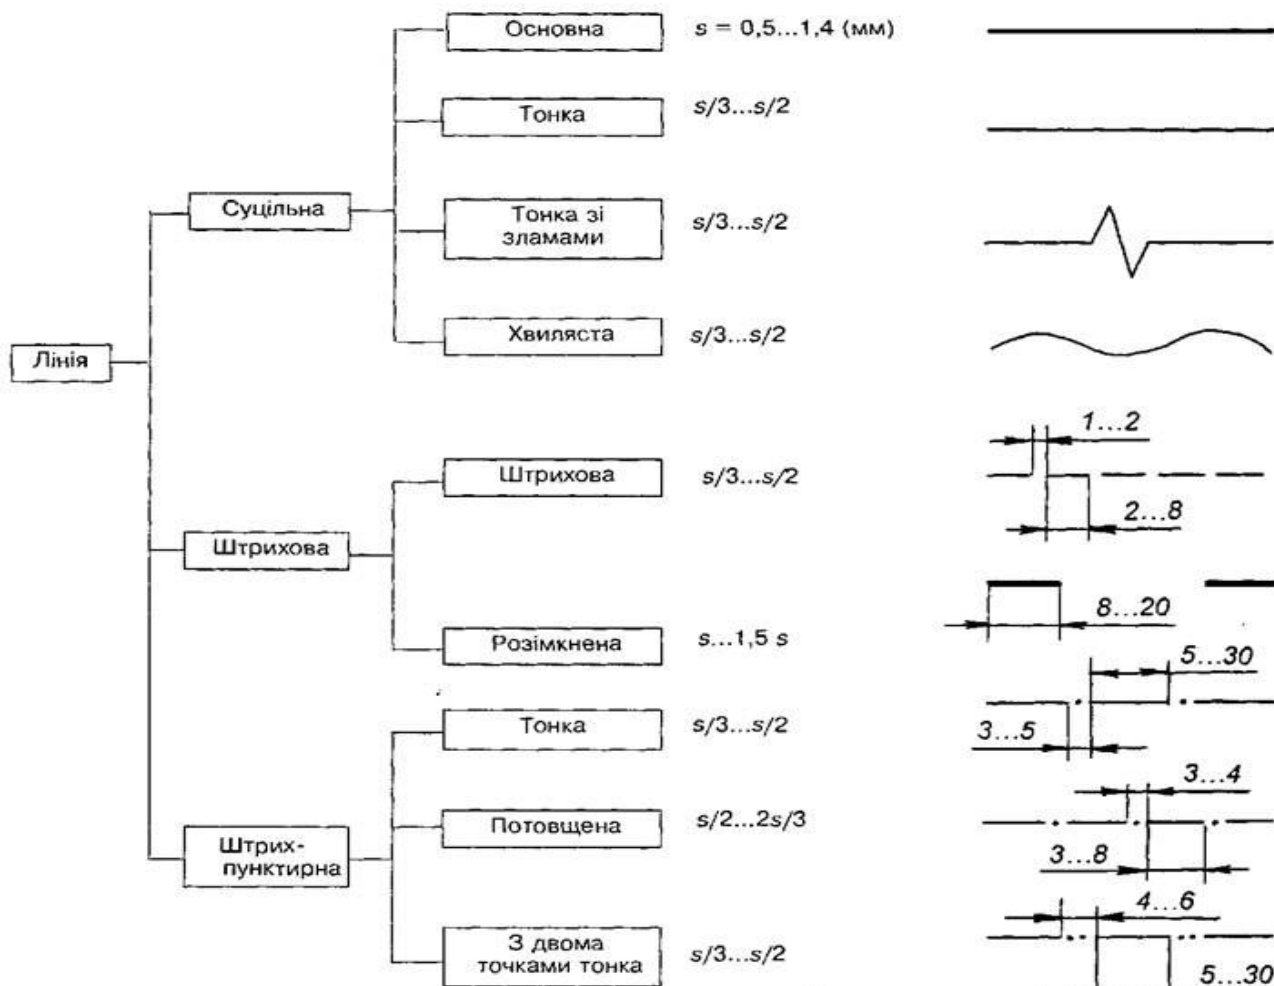 Основна s = 0,5...1,4 (мм)
Тонка s/3...s/2
Суцільна
Тонка зі
зламами
s/3...s/2
Хвиляста s/3...s/2
Лінія
1...2
Штрихова s/3...s/2
2...8
Штрихова
8...20
Розімкнена s...1,5 s
5...30
Тонка s/3...s/2
3...5
3...4
Потовщена s/2...2s/3
Штрих-
пунктирна
3...8
4...6
З двома
точками тонка
s/3...s/2
5...30